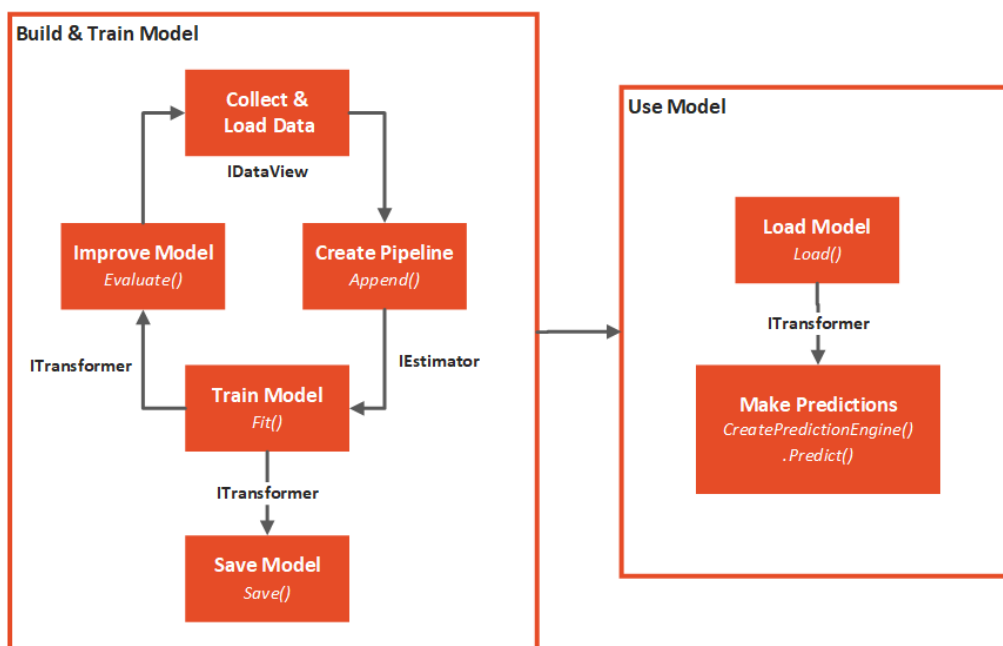 Build & Train Model
Collect &
Load Data
IDataView
Improve Model
Evaluate()
Create Pipeline
Append()
ITransformer
IEstimator
Train Model
Fit()
ITransformer
Save Model
Save()
Use Model
Load Model
Load()
ITransformer
Make Predictions
CreatePredictionEngine()
.Predict()